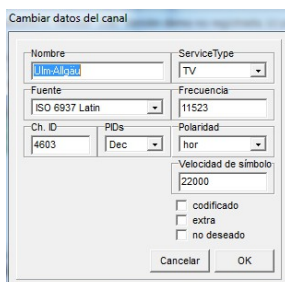 Cambiar datos del canal
Nombre
Ulm-Allgäu
ServiceType
TV
Fuente
ISO 6937 Latin
Frecuencia
11523
Ch. ID
4603
PIDs
Dec
Polaridad
hor
Velocidad de símbolo
22000
codificado
extra
no deseado
Cancelar
OK